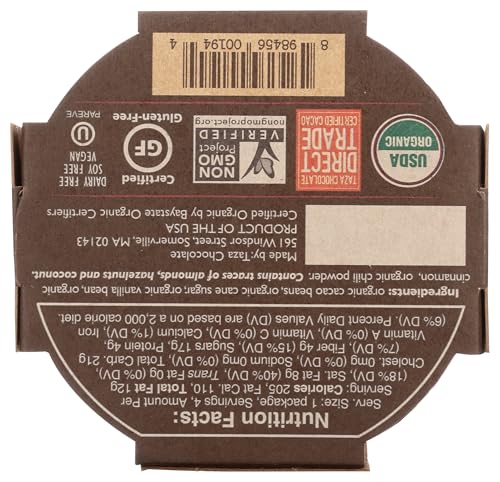 Nutrition Facts:
Serv. Size: 1 package, Servings 4, Amount Per
Serving: Calories 205, Fat Cal. 110, Total Fat 12g
(18% DV), Sat. Fat 8g (40% DV), Trans Fat 0g (0% DV),
Cholest. 0mg (0% DV), Sodium 0mg (0% DV), Total Carb. 21g
(7% DV), Fiber 4g (15% DV), Sugars 17g, Protein 4g,
Vitamin A (0% DV), Vitamin C (0% DV), Calcium (1% DV), Iron
(6% DV). Percent Daily Values (DV) are based on a 2,000 calorie diet.
Ingredients: organic cacao beans, organic cane sugar, organic vanilla bean, organic
cinnamon, organic chili powder. Contains traces of almonds, hazelnuts and coconut.
Made by: Taza Chocolate
561 Windsor Street, Somerville, MA 02143
PRODUCT OF THE USA
Certified Organic by Baystate Organic Certifiers
USDA
ORGANIC
TAZA CHOCOLATE
DIRECT
TRADE
CERTIFIED CACAO
NON
GMO
Project
VERIFIED
nongmoproject.org
Certified
GF
Gluten-Free
DAIRY FREE
SOY FREE
VEGAN
U
PAREVE
8 98456 00194 4